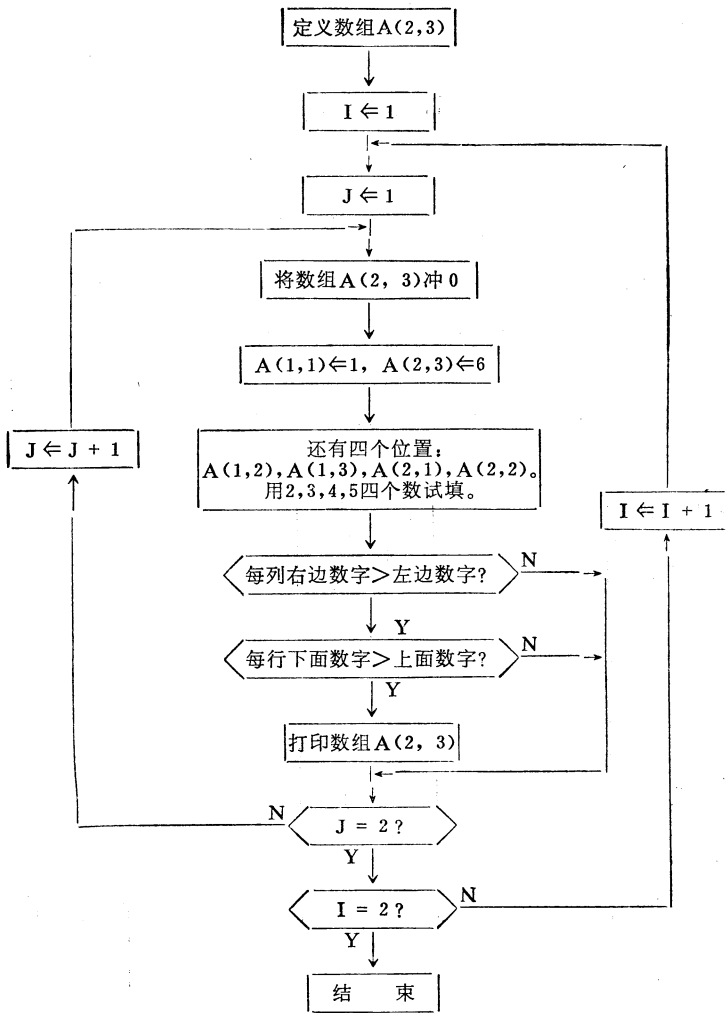 定义数组A(2,3)
I⇐1
J⇐1
将数组A(2, 3)冲0
A(1,1)⇐1, A(2,3)⇐6
J⇐J+1
还有四个位置:
A(1,2),A(1,3),A(2,1),A(2,2)。
用2,3,4,5四个数试填。
I⇐I+1
每列右边数字>左边数字?
N
Y
每行下面数字>上面数字?
N
Y
打印数组A(2, 3)
N
J=2?
Y
I=2?
N
Y
结 束